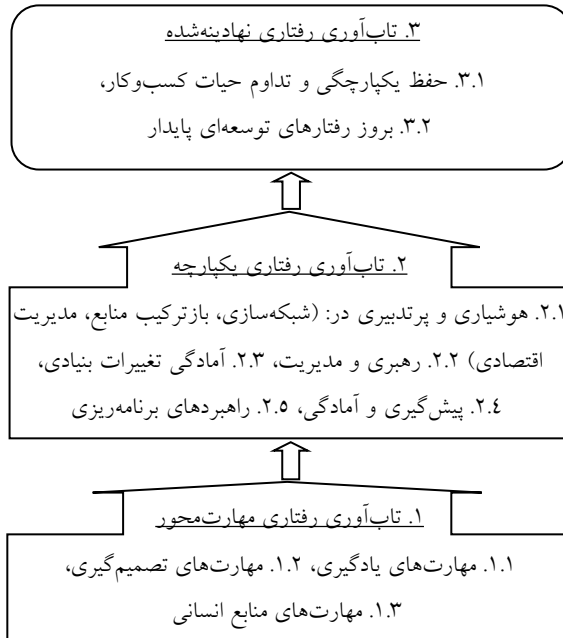 ۳. تاب‌آوری رفتاری نهادینه‌شده
۳.۱. حفظ یکپارچگی و تداوم حیات کسب‌وکار،
۳.۲. بروز رفتارهای توسعه‌ای پایدار
۲. تاب‌آوری رفتاری یکپارچه
۲.۱. هوشیاری و پرتدبیری در: (شبکه‌سازی، بازترکیب منابع، مدیریت
اقتصادی) ۲.۲. رهبری و مدیریت، ۲.۳. آمادگی تغییرات بنیادی،
۲.٤. پیش‌گیری و آمادگی، ۲.٥. راهبردهای برنامه‌ریزی
۱. تاب‌آوری رفتاری مهارت‌محور
۱.۱. مهارت‌های یادگیری، ۱.۲. مهارت‌های تصمیم‌گیری،
۱.۳. مهارت‌های منابع انسانی